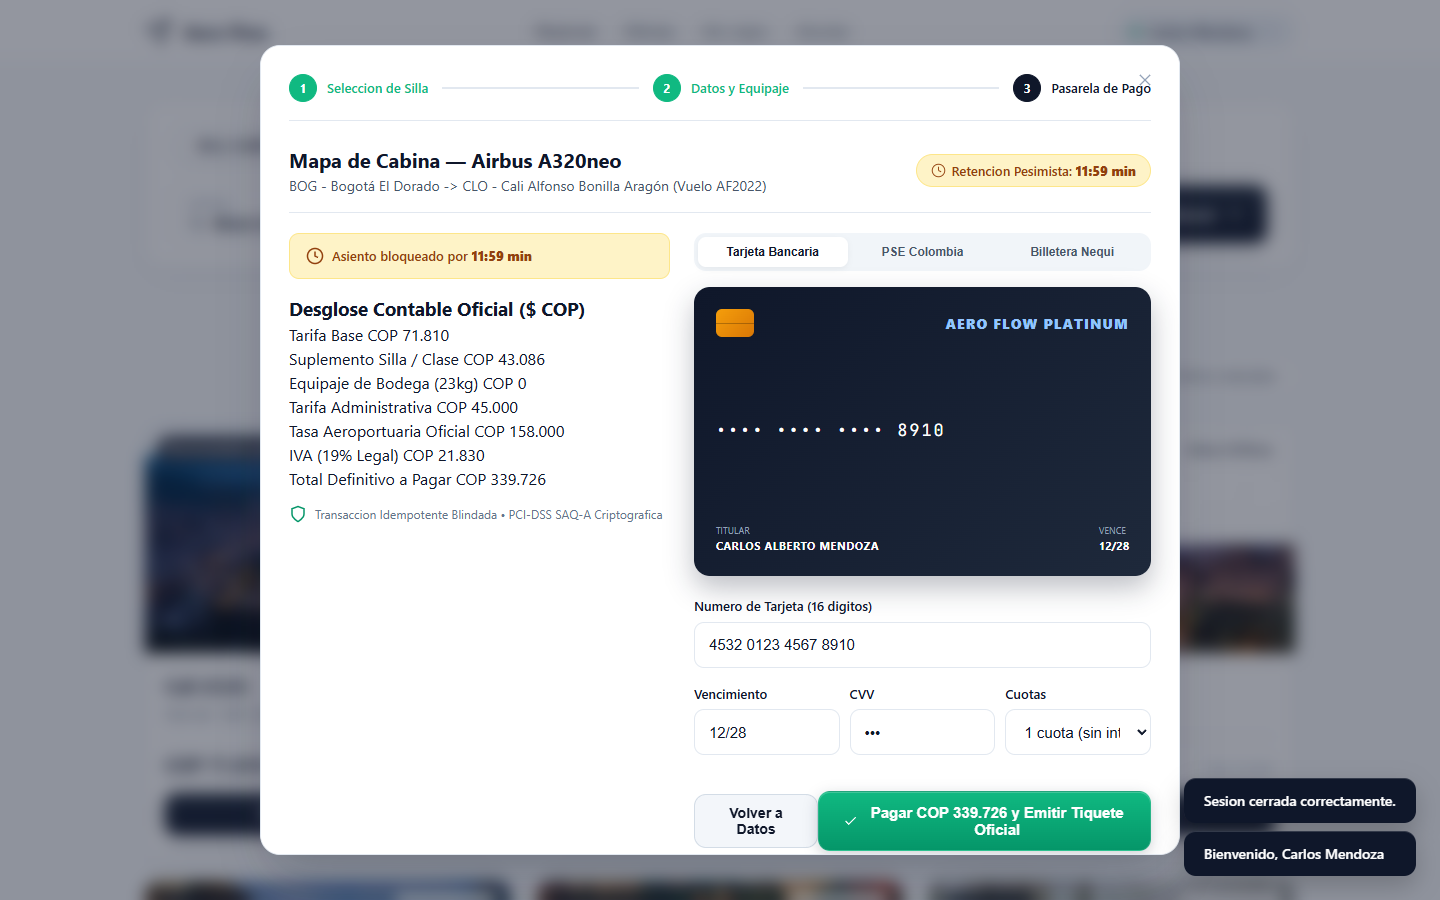 1 Seleccion de Silla
2 Datos y Equipaje
3 Pasarela de Pago
Mapa de Cabina — Airbus A320neo
BOG - Bogotá El Dorado -> CLO - Cali Alfonso Bonilla Aragón (Vuelo AF2022)
Retencion Pesimista: 11:59 min
Asiento bloqueado por 11:59 min
Desglose Contable Oficial ($ COP)
Tarifa Base COP 71.810
Suplemento Silla / Clase COP 43.086
Equipaje de Bodega (23kg) COP 0
Tarifa Administrativa COP 45.000
Tasa Aeroportuaria Oficial COP 158.000
IVA (19% Legal) COP 21.830
Total Definitivo a Pagar COP 339.726
Transaccion Idempotente Blindada • PCI-DSS SAQ-A Criptografica
Tarjeta Bancaria
PSE Colombia
Billetera Nequi
AERO FLOW PLATINUM
•••• •••• •••• 8910
TITULAR
CARLOS ALBERTO MENDOZA
VENCE
12/28
Numero de Tarjeta (16 digitos)
4532 0123 4567 8910
Vencimiento
12/28
CVV
•••
Cuotas
1 cuota (sin int
Volver a
Datos
Pagar COP 339.726 y Emitir Tiquete
Oficial
Sesion cerrada correctamente.
Bienvenido, Carlos Mendoza